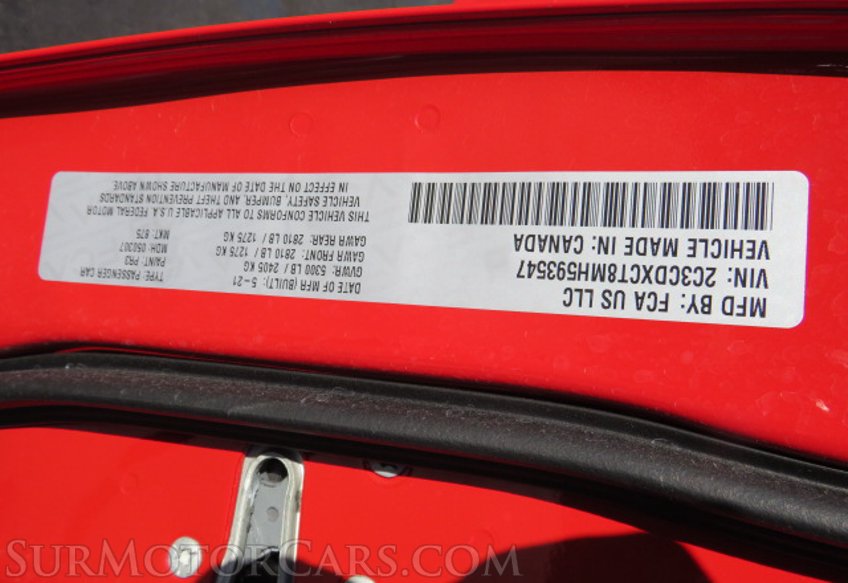 MFD BY: FCA US LLC
VIN: 2C3CDXCT8MH593547
VEHICLE MADE IN: CANADA
DATE OF MFR (BUILT): 5-21
GVWR: 5300 LB / 2405 KG
GAWR FRONT: 2810 LB / 1275 KG
GAWR REAR: 2810 LB / 1275 KG
TYPE: PASSENGER CAR
PAINT: PR3
MDH: 050307
MKT: 875
THIS VEHICLE CONFORMS TO ALL APPLICABLE U.S.A. FEDERAL MOTOR
VEHICLE SAFETY, BUMPER, AND THEFT PREVENTION STANDARDS
IN EFFECT ON THE DATE OF MANUFACTURE SHOWN ABOVE
SURMOTORCARS.COM